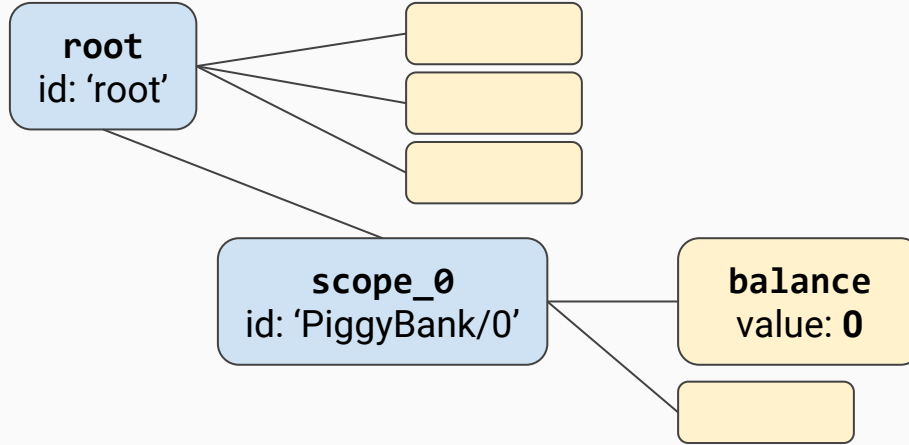 root
id: ‘root’
scope_0
id: ‘PiggyBank/0’
balance
value: 0